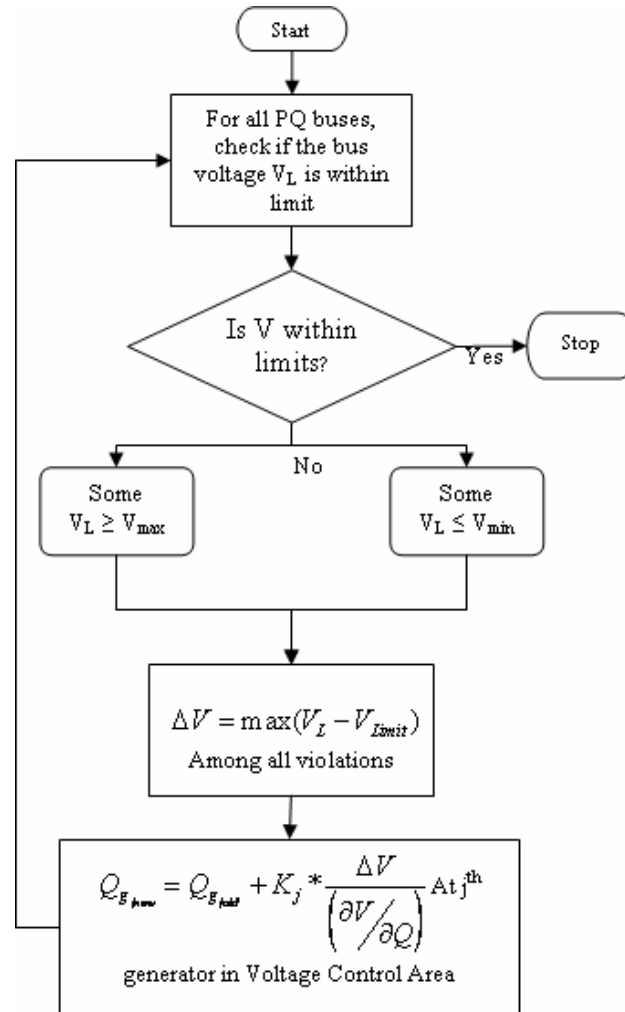 Start
For all PQ buses,
check if the bus
voltage V_L is within
limit
Is V within
limits?
Yes
Stop
No
Some
V_L ≥ V_max
Some
V_L ≤ V_min
ΔV = max(V_L − V_Limit)
Among all violations
Q_g = Q_g + K_j * ΔV / (∂V/∂Q) At j^th
generator in Voltage Control Area